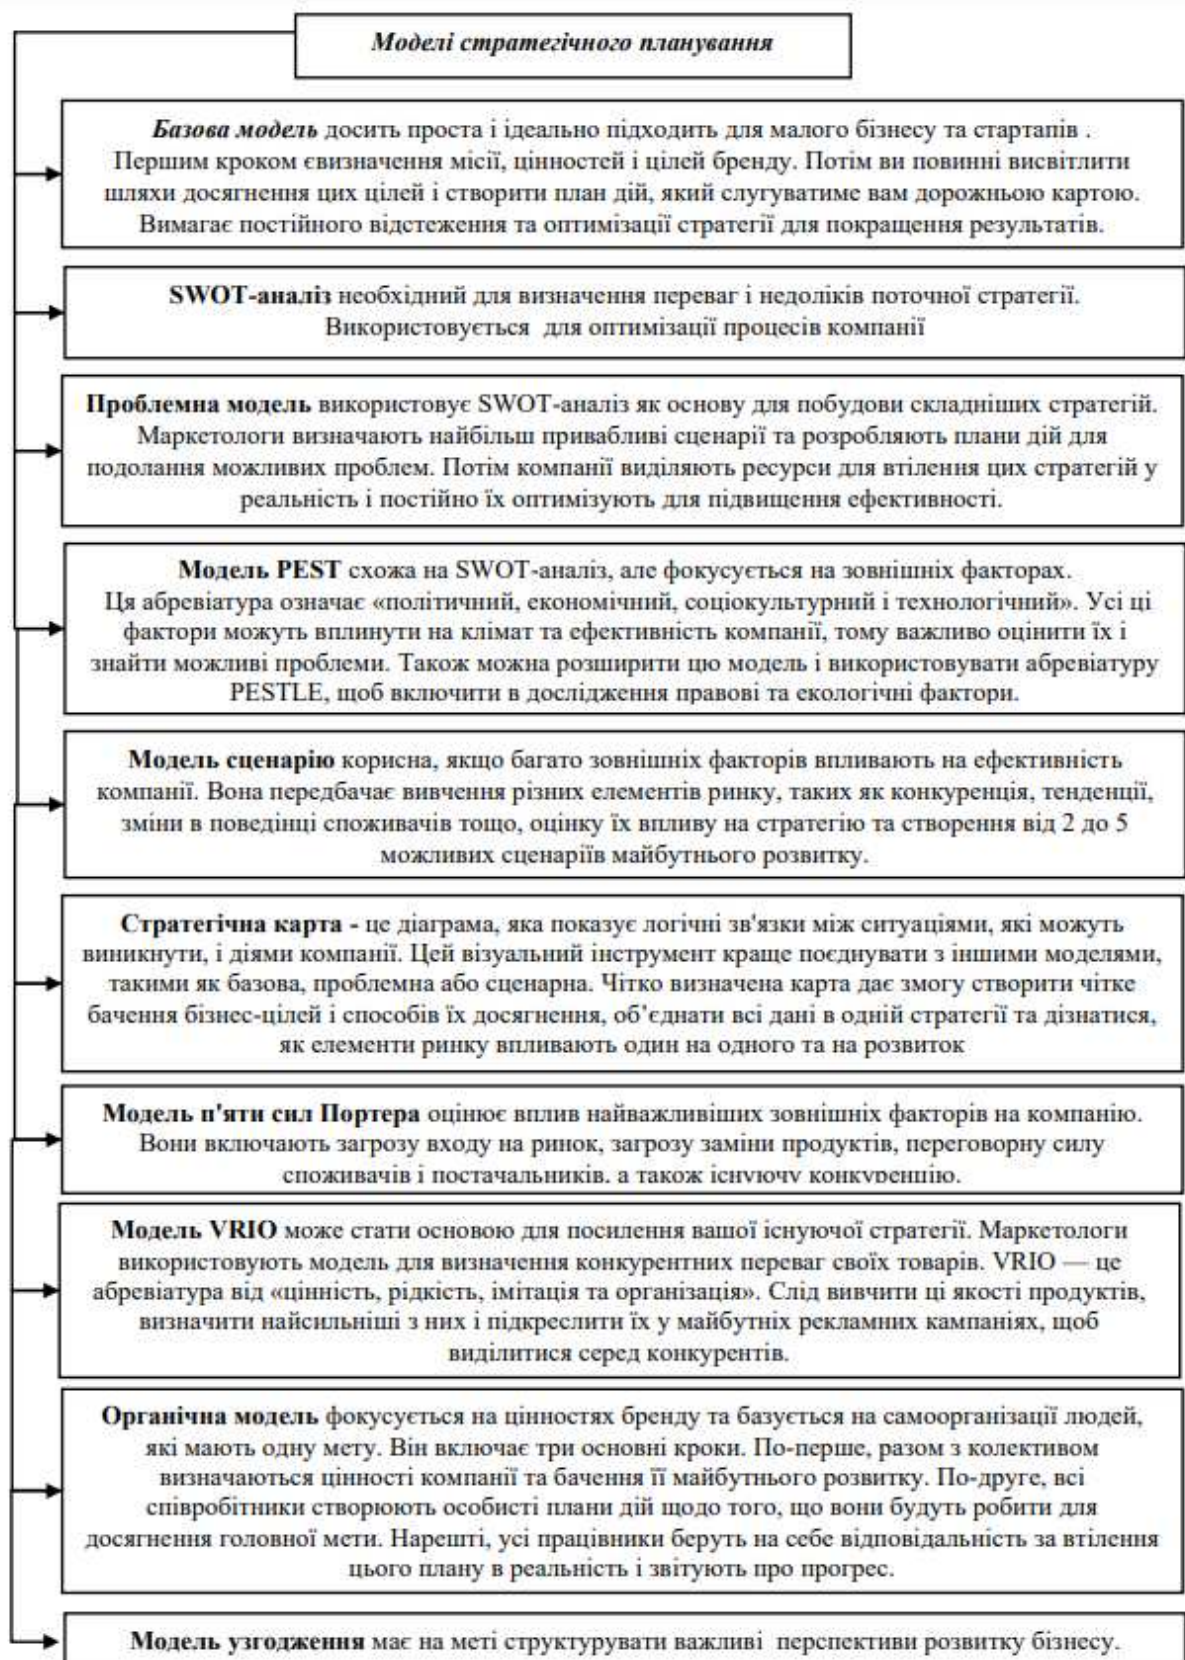 Моделі стратегічного планування
Базова модель досить проста і ідеально підходить для малого бізнесу та стартапів .
Першим кроком євизначення місії, цінностей і цілей бренду. Потім ви повинні висвітлити
шляхи досягнення цих цілей і створити план дій, який слугуватиме вам дорожньою картою.
Вимагає постійного відстеження та оптимізації стратегії для покращення результатів.
SWOT-аналіз необхідний для визначення переваг і недоліків поточної стратегії.
Використовується для оптимізації процесів компанії
Проблемна модель використовує SWOT-аналіз як основу для побудови складніших стратегій.
Маркетологи визначають найбільш привабливі сценарії та розробляють плани дій для
подолання можливих проблем. Потім компанії виділяють ресурси для втілення цих стратегій у
реальність і постійно їх оптимізують для підвищення ефективності.
Модель PEST схожа на SWOT-аналіз, але фокусується на зовнішніх факторах.
Ця абревіатура означає «політичний, економічний, соціокультурний і технологічний». Усі ці
фактори можуть вплинути на клімат та ефективність компанії, тому важливо оцінити їх і
знайти можливі проблеми. Також можна розширити цю модель і використовувати абревіатуру
PESTLE, щоб включити в дослідження правові та екологічні фактори.
Модель сценарію корисна, якщо багато зовнішніх факторів впливають на ефективність
компанії. Вона передбачає вивчення різних елементів ринку, таких як конкуренція, тенденції,
зміни в поведінці споживачів тощо, оцінку їх впливу на стратегію та створення від 2 до 5
можливих сценаріїв майбутнього розвитку.
Стратегічна карта - це діаграма, яка показує логічні зв'язки між ситуаціями, які можуть
виникнути, і діями компанії. Цей візуальний інструмент краще поєднувати з іншими моделями,
такими як базова, проблемна або сценарна. Чітко визначена карта дає змогу створити чітке
бачення бізнес-цілей і способів їх досягнення, об’єднати всі дані в одній стратегії та дізнатися,
як елементи ринку впливають один на одного та на розвиток
Модель п'яти сил Портера оцінює вплив найважливіших зовнішніх факторів на компанію.
Вони включають загрозу входу на ринок, загрозу заміни продуктів, переговорну силу
споживачів і постачальників, а також існуючу конкуренцію.
Модель VRIO може стати основою для посилення вашої існуючої стратегії. Маркетологи
використовують модель для визначення конкурентних переваг своїх товарів. VRIO — це
абревіатура від «цінність, рідкість, імітація та організація». Слід вивчити ці якості продуктів,
визначити найсильніші з них і підкреслити їх у майбутніх рекламних кампаніях, щоб
виділитися серед конкурентів.
Органічна модель фокусується на цінностях бренду та базується на самоорганізації людей,
які мають одну мету. Він включає три основні кроки. По-перше, разом з колективом
визначаються цінності компанії та бачення її майбутнього розвитку. По-друге, всі
співробітники створюють особисті плани дій щодо того, що вони будуть робити для
досягнення головної мети. Нарешті, усі працівники беруть на себе відповідальність за втілення
цього плану в реальність і звітують про прогрес.
Модель узгодження має на меті структурувати важливі перспективи розвитку бізнесу.